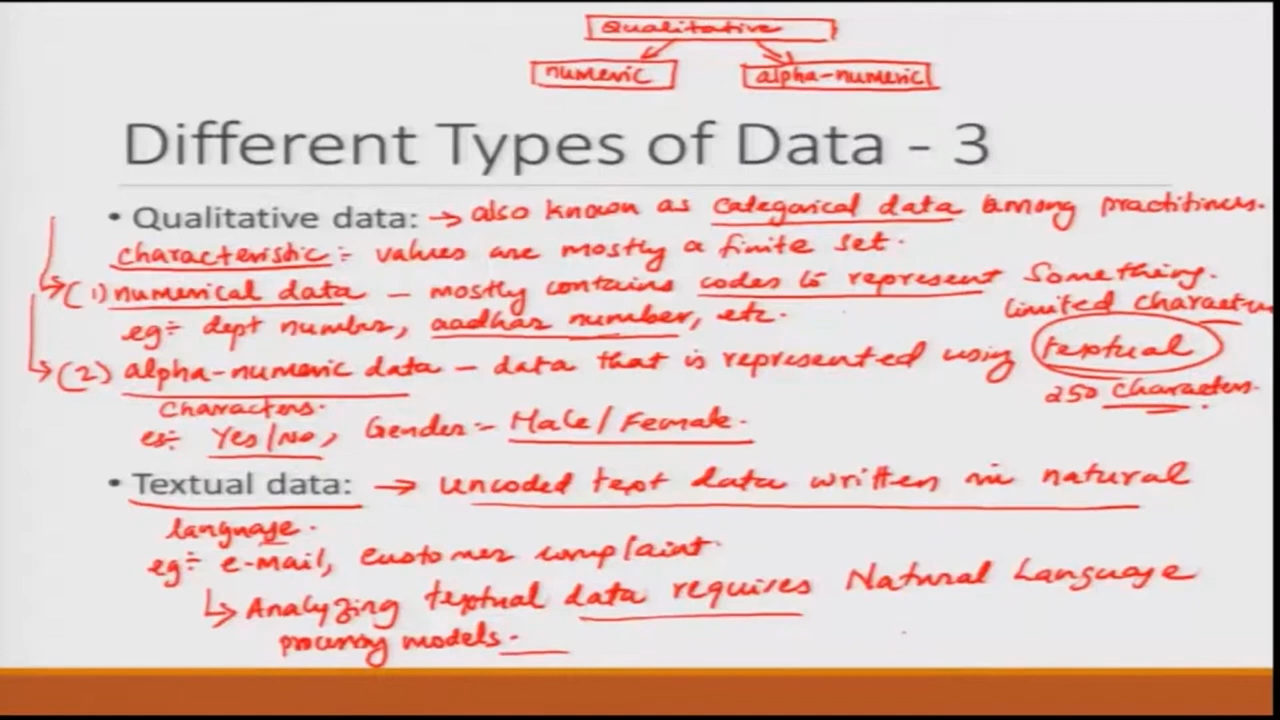 Qualitative
numeric alpha-numeric
Different Types of Data - 3
• Qualitative data: → also known as categorical data among
characteristic :- values are mostly a finite set.
(1) numerical data - mostly contains codes to represent something.
limited
eg:- dept number, aadhar number, etc.
(2) alpha-numeric data - data that is represented using textual
250 characters.
characters.
eg:- Yes/No, Gender:- Male/Female.
• Textual data: → uncoded text data written in natural
language.
eg:- e-mail, customer complaint.
↳ Analyzing textual data requires Natural Language
models.